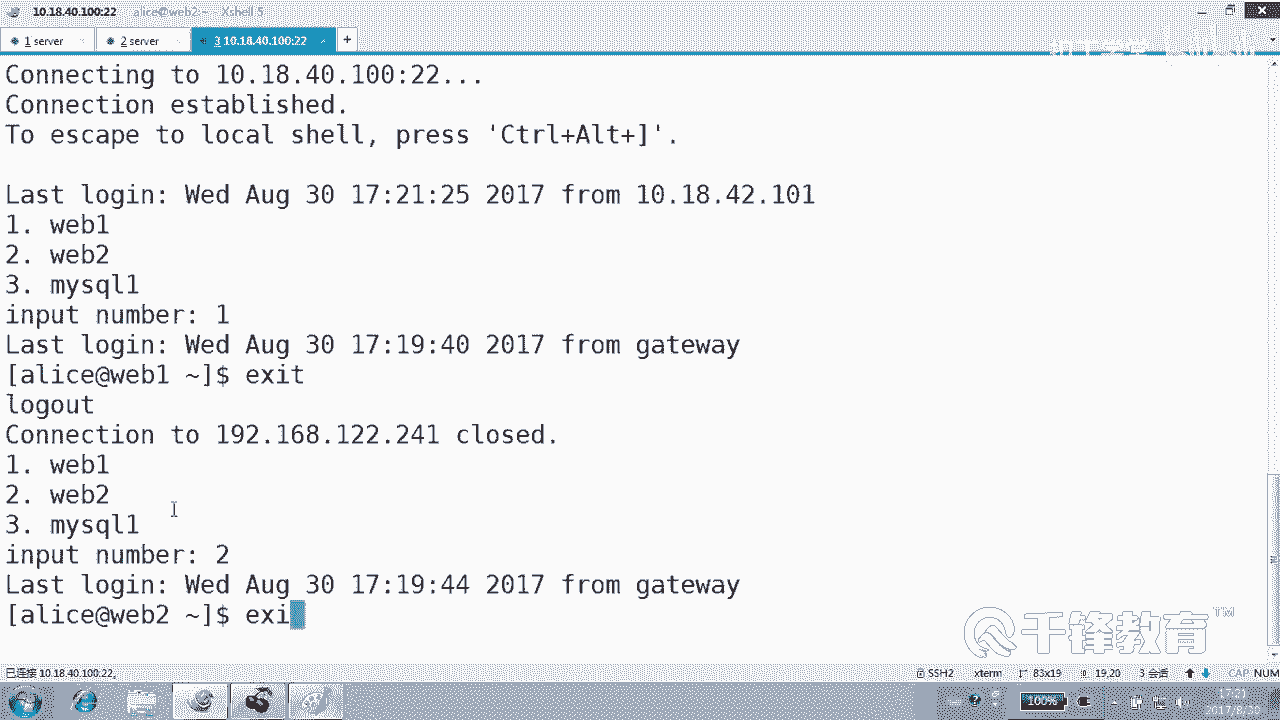 10.18.40.100:22 alice@web2:~ - Xshell 5
1 server
2 server
3 10.18.40.100:22
+
Connecting to 10.18.40.100:22...
Connection established.
To escape to local shell, press 'Ctrl+Alt+]'.
Last login: Wed Aug 30 17:21:25 2017 from 10.18.42.101
1. web1
2. web2
3. mysql1
input number: 1
Last login: Wed Aug 30 17:19:40 2017 from gateway
[alice@web1 ~]$ exit
logout
Connection to 192.168.122.241 closed.
1. web1
2. web2
3. mysql1
input number: 2
Last login: Wed Aug 30 17:19:44 2017 from gateway
[alice@web2 ~]$ exi
千锋教育 TM
已连接 10.18.40.100:22。
SSH2 xterm 83x19 19,20 3 会话 CAP NUM
100%
17:21
2017/8/30